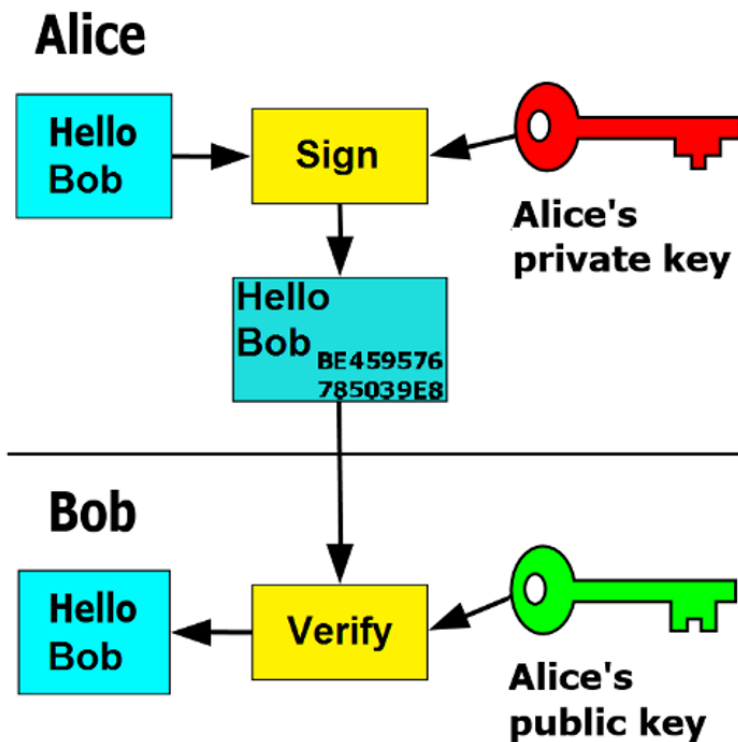 Alice
Hello
Bob
Sign
Alice's
private key
Hello
Bob
BE459576
785039E8
Bob
Hello
Bob
Verify
Alice's
public key